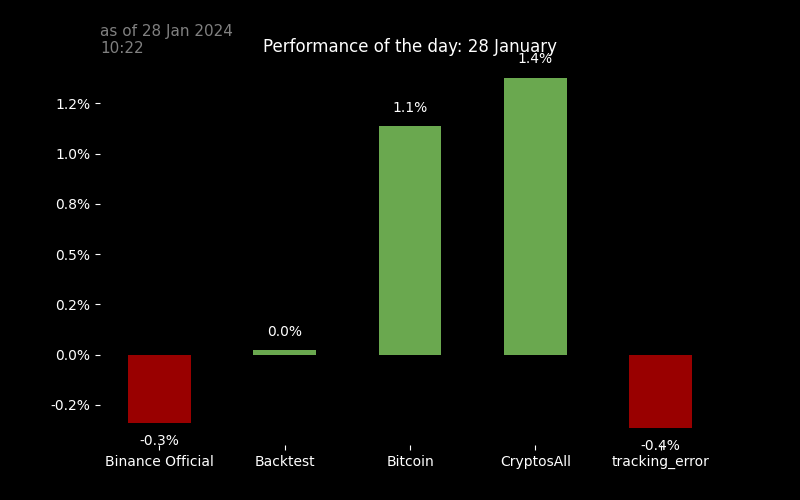 as of 28 Jan 2024
10:22
Performance of the day: 28 January
1.4%
1.2%
1.1%
1.0%
0.8%
0.5%
0.2%
0.0%
0.0%
-0.2%
-0.3%
-0.4%
Binance Official
Backtest
Bitcoin
CryptosAll
tracking_error